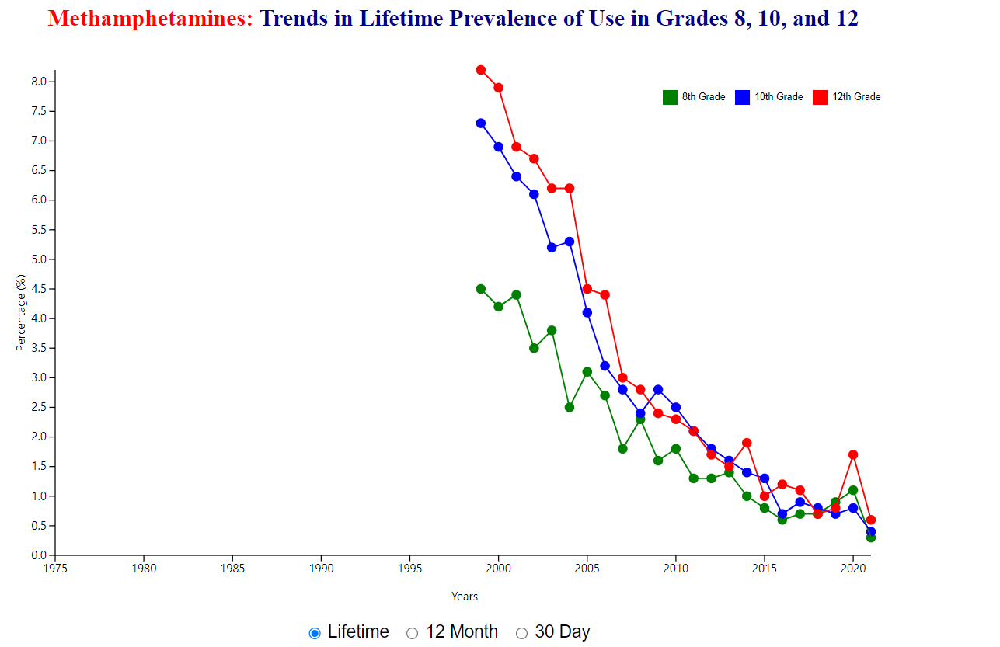 Methamphetamines: Trends in Lifetime Prevalence of Use in Grades 8, 10, and 12
8th Grade 10th Grade 12th Grade
8.0
7.5
7.0
6.5
6.0
5.5
5.0
4.5
4.0
3.5
3.0
2.5
2.0
1.5
1.0
0.5
0.0
Percentage (%)
1975 1980 1985 1990 1995 2000 2005 2010 2015 2020
Years
Lifetime 12 Month 30 Day